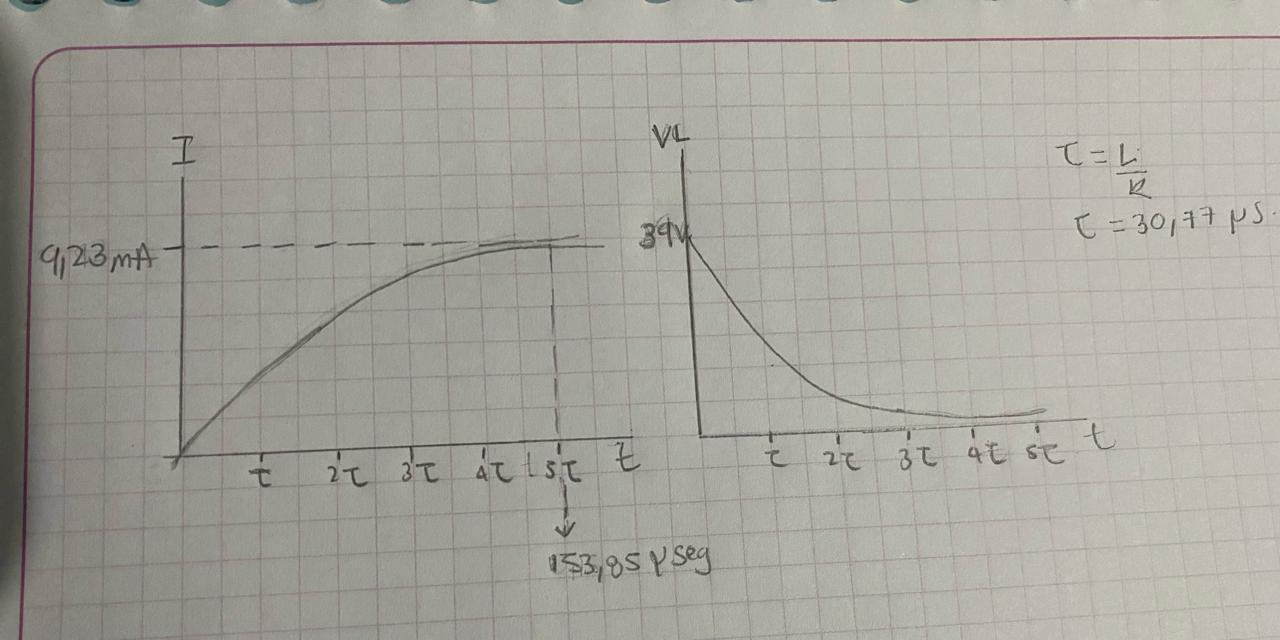 I
9,23mA
τ 2τ 3τ 4τ 5τ t
153,85 μseg
VL
39V
τ 2τ 3τ 4τ 5τ t
τ = L/R
τ = 30,77 μs.